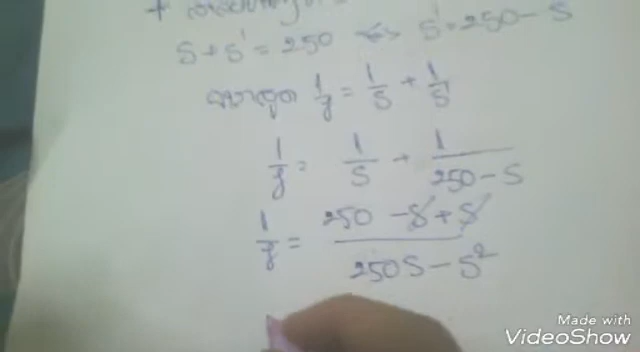 +
S + S' = 250 ⇔ S' = 250 - S
1/f = 1/S + 1/S'
1/f = 1/S + 1/(250 - S)
1/f = (250 - S + S)/(250S - S²)
Made with
VideoShow